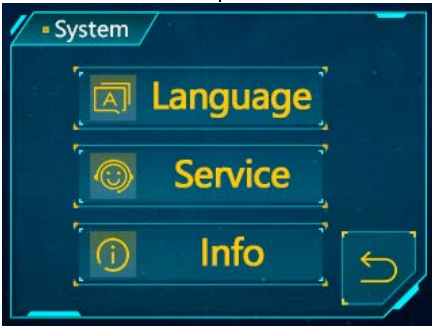 System
A
Language
Service
i
Info